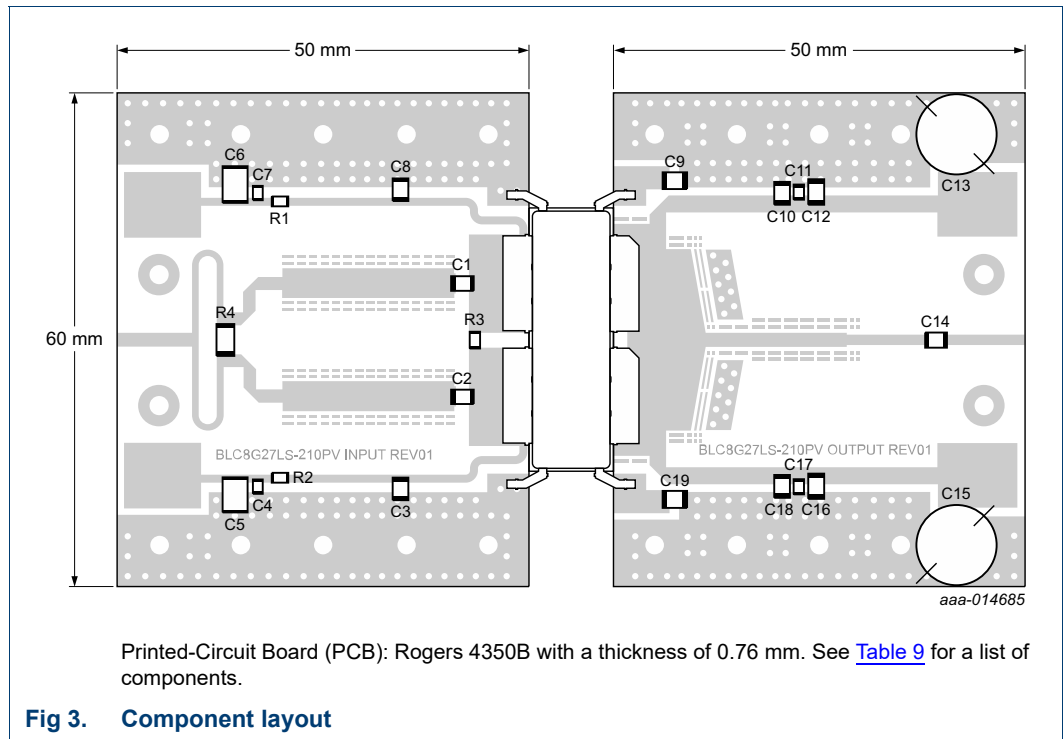 50 mm
50 mm
60 mm
C6
C7
C8
R1
C1
R4
R3
C2
BLC8G27LS-210PV INPUT REV01
R2
C4
C5
C3
C9
C11
C10
C12
C13
C14
BLC8G27LS-210PV OUTPUT REV01
C17
C19
C18
C16
C15
aaa-014685
Printed-Circuit Board (PCB): Rogers 4350B with a thickness of 0.76 mm. See Table 9 for a list of
components.
Fig 3. Component layout